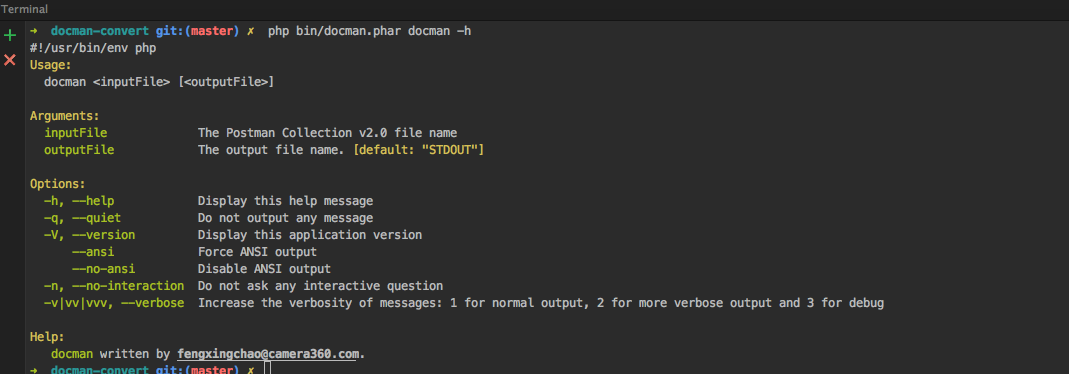 Terminal
➜  docman-convert git:(master) ✗  php bin/docman.phar docman -h
#!/usr/bin/env php
Usage:
  docman <inputFile> [<outputFile>]
Arguments:
  inputFile             The Postman Collection v2.0 file name
  outputFile            The output file name. [default: "STDOUT"]
Options:
  -h, --help            Display this help message
  -q, --quiet           Do not output any message
  -V, --version         Display this application version
      --ansi            Force ANSI output
      --no-ansi         Disable ANSI output
  -n, --no-interaction  Do not ask any interactive question
  -v|vv|vvv, --verbose  Increase the verbosity of messages: 1 for normal output, 2 for more verbose output and 3 for debug
Help:
   docman written by fengxingchao@camera360.com.
➜  docman-convert git:(master) ✗